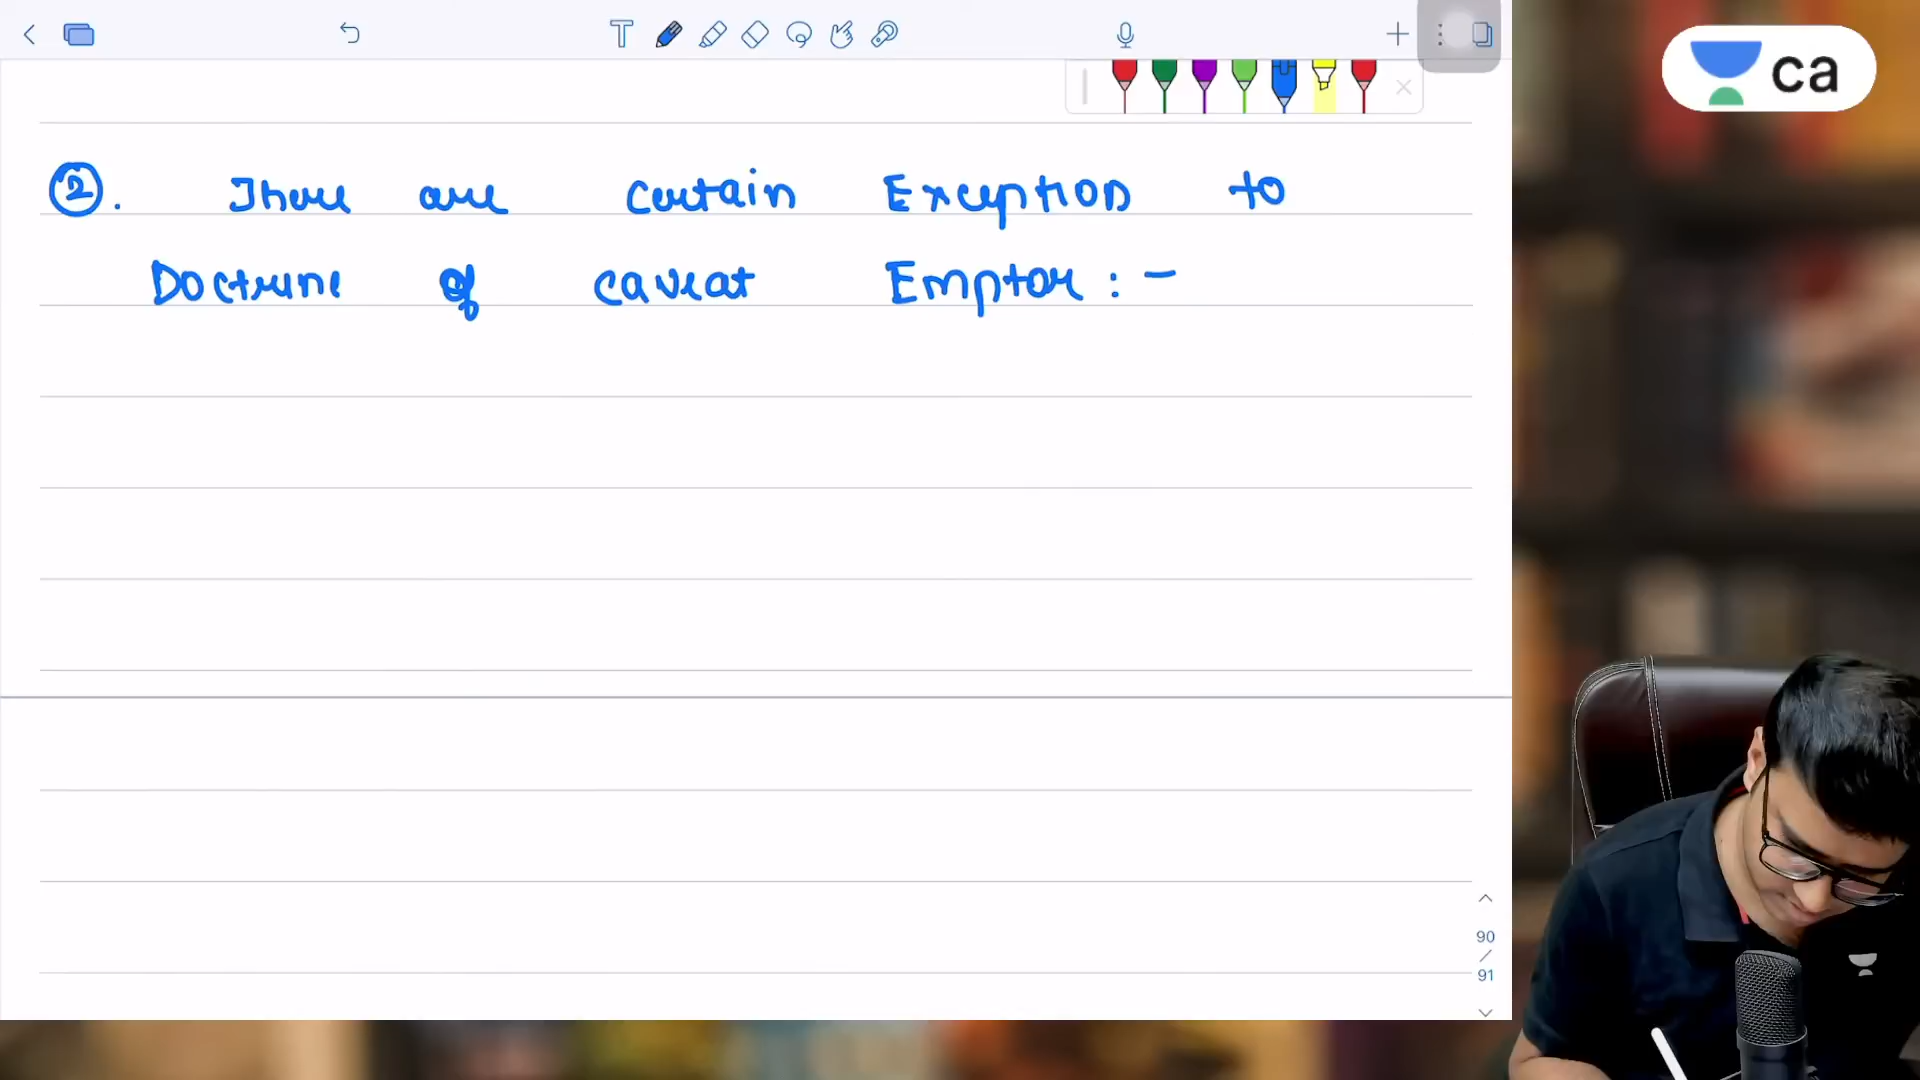 ca
②. There are certain Exception to
Doctrine of caveat Emptor : -
90
/
91